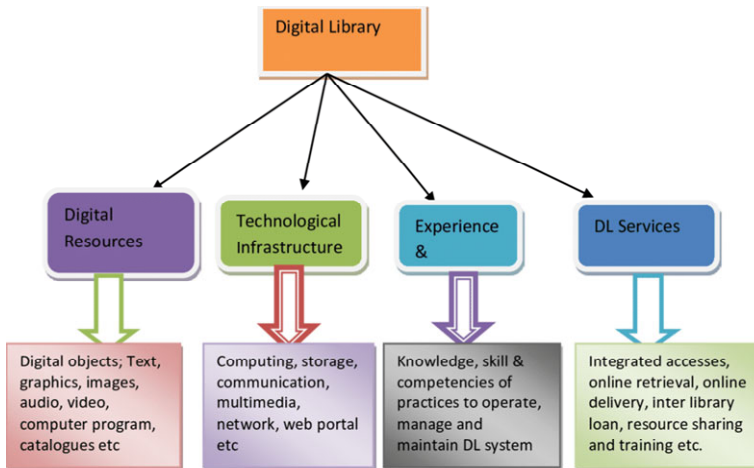 Digital Library
Digital
Resources
Technological
Infrastructure
Experience
&
DL Services
Digital objects; Text,
graphics, images,
audio, video,
computer program,
catalogues etc
Computing, storage,
communication,
multimedia,
network, web portal
etc
Knowledge, skill &
competencies of
practices to operate,
manage and
maintain DL system
Integrated accesses,
online retrieval, online
delivery, inter library
loan, resource sharing
and training etc.